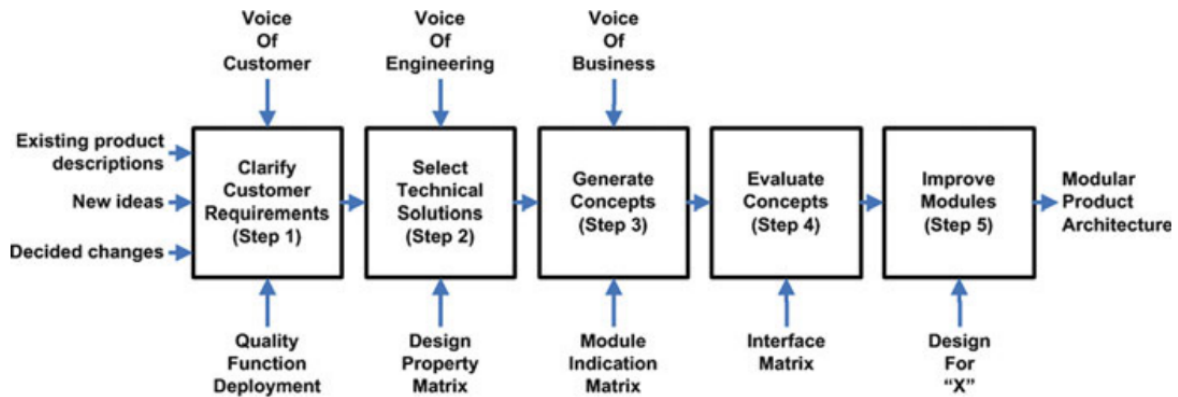 Voice
Of
Customer
Voice
Of
Engineering
Voice
Of
Business
Existing product
descriptions
New ideas
Decided changes
Clarify
Customer
Requirements
(Step 1)
Select
Technical
Solutions
(Step 2)
Generate
Concepts
(Step 3)
Evaluate
Concepts
(Step 4)
Improve
Modules
(Step 5)
Modular
Product
Architecture
Quality
Function
Deployment
Design
Property
Matrix
Module
Indication
Matrix
Interface
Matrix
Design
For
“X”